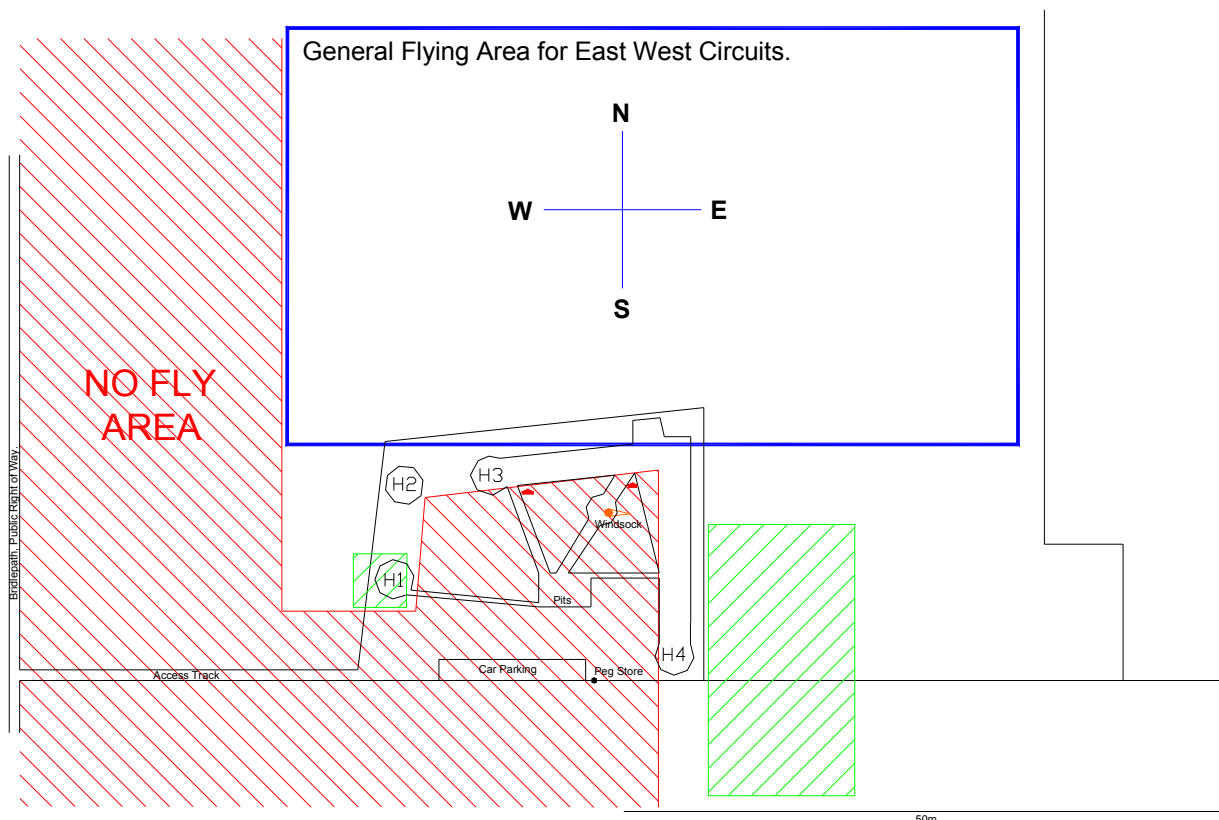 General Flying Area for East West Circuits.
N
W
E
S
NO FLY
AREA
Bridlepath, Public Right of Way.
H3
H2
Windsock
H1
Pits
H4
Car Parking
Peg Store
Access Track
50m